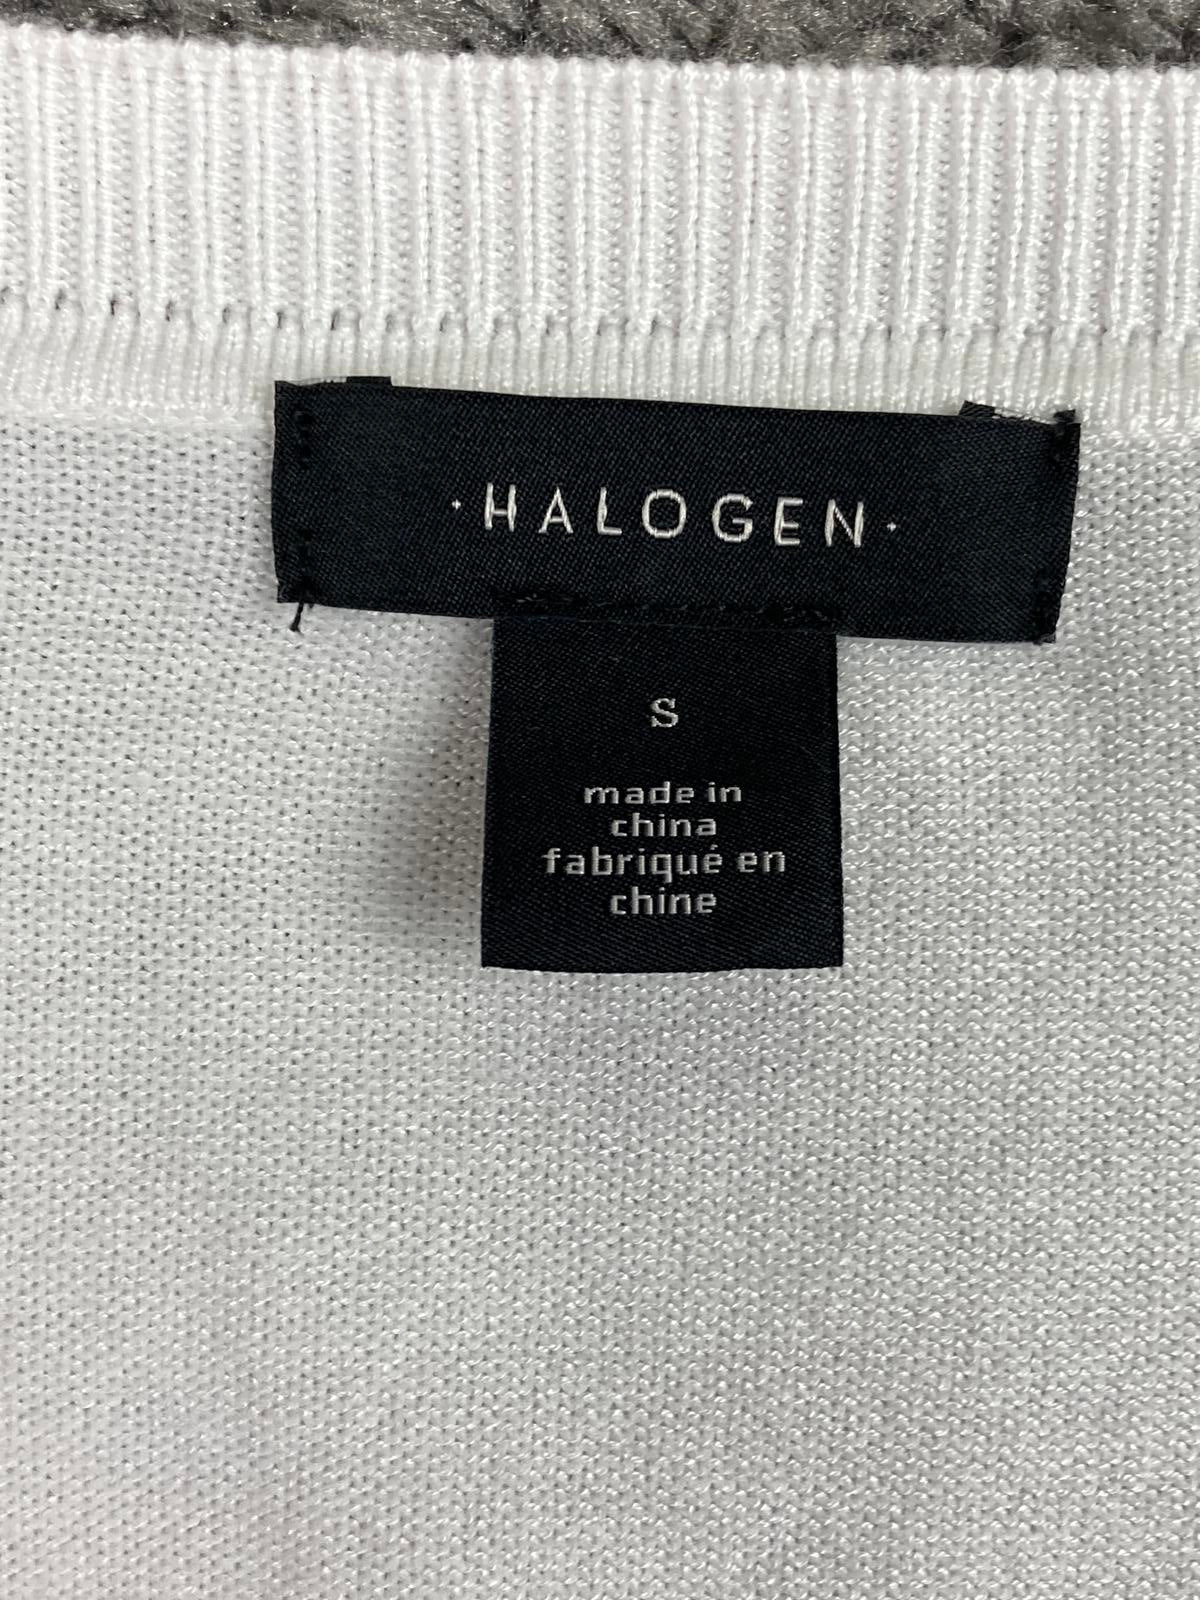 ·HALOGEN·
S
made in
china
fabriqué en
chine